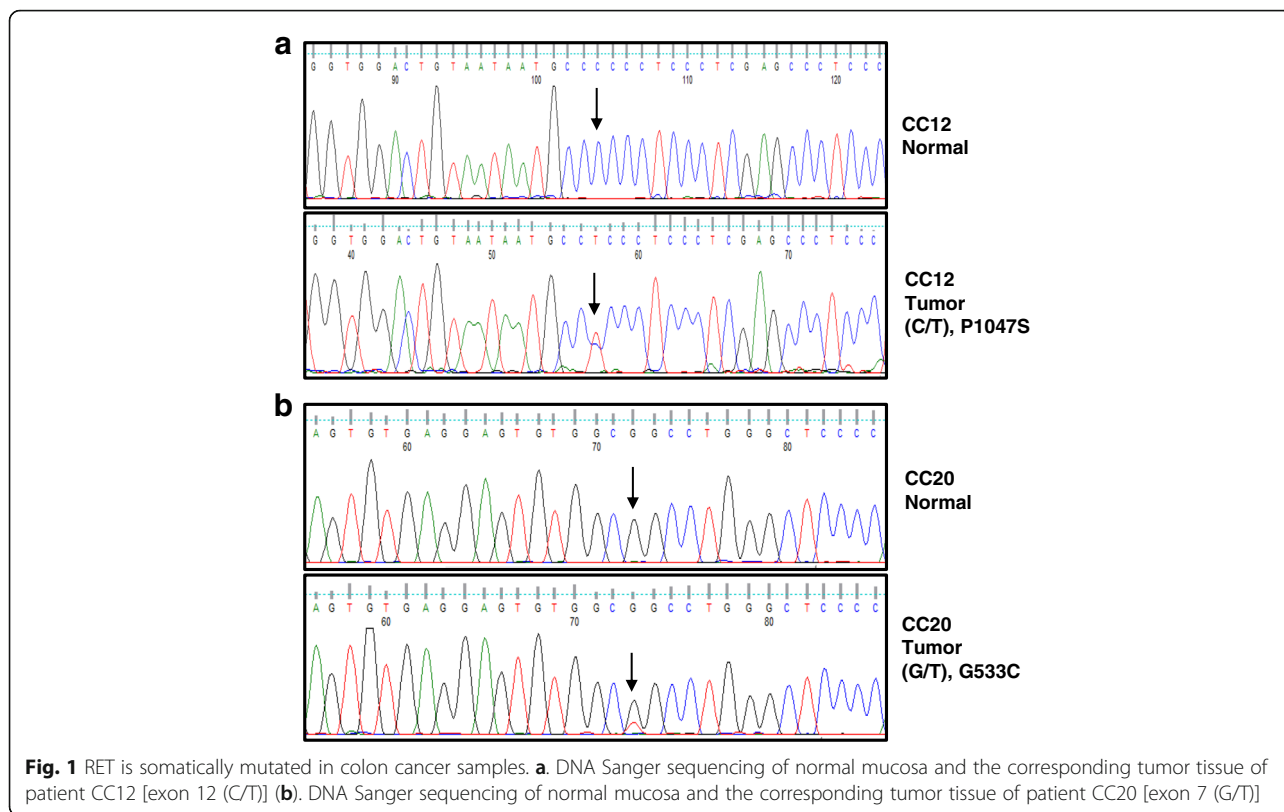 a
G G T G G A C T G T A A T A A T G C C C C C C T C C C T C G A G C C C T C C C
90 100 110 120
CC12
Normal
G G T G G A C T G T A A T A A T G C C T C C C T C C C T C G A G C C C T C C C
40 50 60 70
CC12
Tumor
(C/T), P1047S
b
A G T G T G A G G A G T G T G G C G G C C T G G G C T C C C C
60 70 80
CC20
Normal
A G T G T G A G G A G T G T G G C G G C C T G G G C T C C C C
60 70 80
CC20
Tumor
(G/T), G533C
Fig. 1 RET is somatically mutated in colon cancer samples. a. DNA Sanger sequencing of normal mucosa and the corresponding tumor tissue of
patient CC12 [exon 12 (C/T)] (b). DNA Sanger sequencing of normal mucosa and the corresponding tumor tissue of patient CC20 [exon 7 (G/T)]